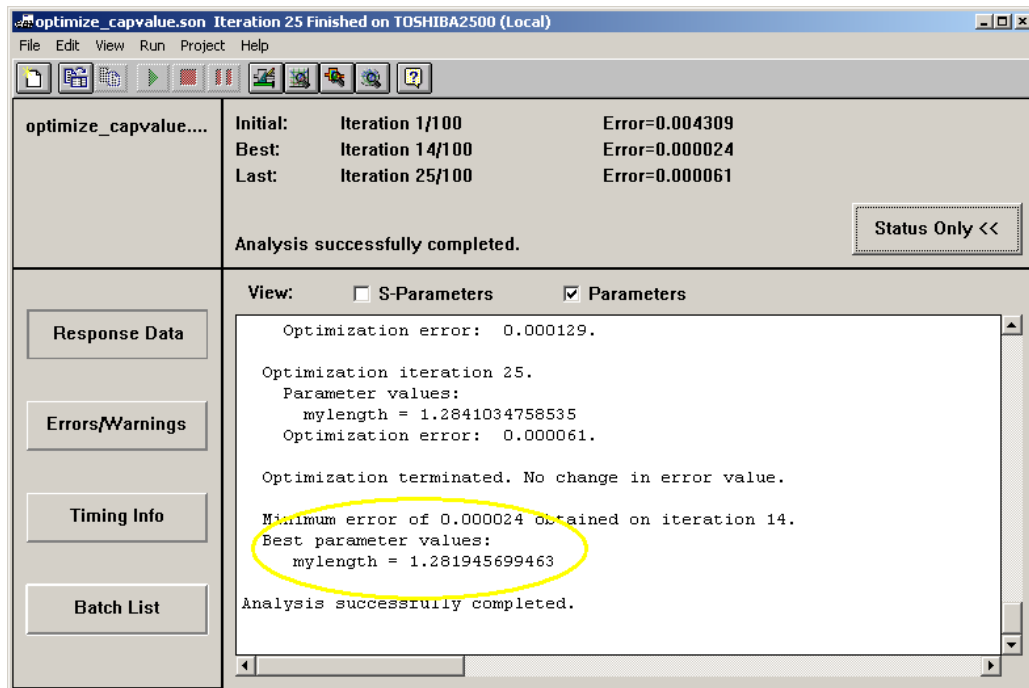 optimize_capvalue.son Iteration 25 Finished on TOSHIBA2500 (Local)
File Edit View Run Project Help
optimize_capvalue....
Initial: Iteration 1/100 Error=0.004309
Best: Iteration 14/100 Error=0.000024
Last: Iteration 25/100 Error=0.000061
Status Only <<
Analysis successfully completed.
View: S-Parameters Parameters
Response Data
Errors/Warnings
Timing Info
Batch List
Optimization error: 0.000129.
Optimization iteration 25.
Parameter values:
mylength = 1.2841034758535
Optimization error: 0.000061.
Optimization terminated. No change in error value.
Minimum error of 0.000024 obtained on iteration 14.
Best parameter values:
mylength = 1.281945699463
Analysis successfully completed.